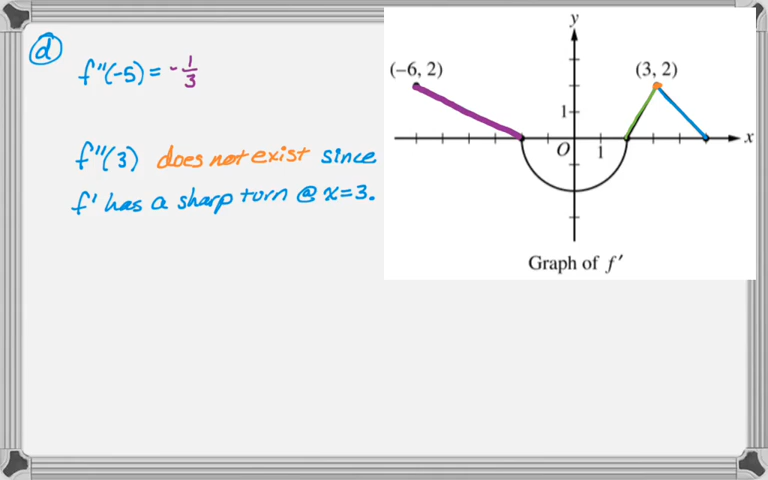 d
f"(-5) = -1/3
f"(3) does not exist since
f' has a sharp turn @ x=3.
y
(−6, 2)
(3, 2)
1
x
O
1
Graph of f′